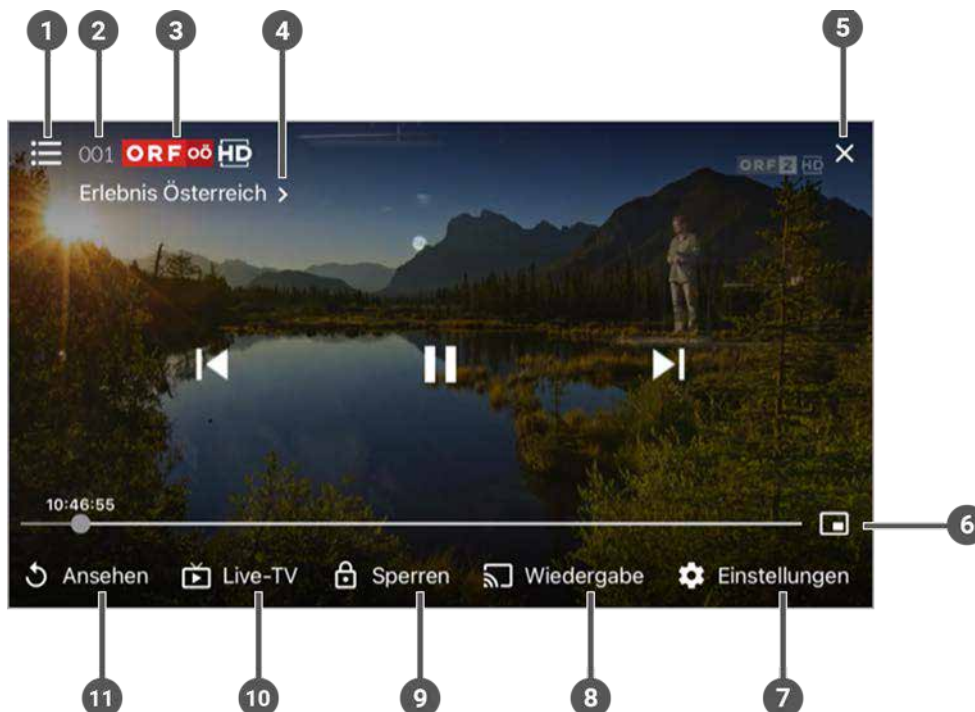 1 2 3 4 5
001 ORF OÖ HD
ORF 2 HD
Erlebnis Österreich
10:46:55
6
Ansehen Live-TV Sperren Wiedergabe Einstellungen
11 10 9 8 7